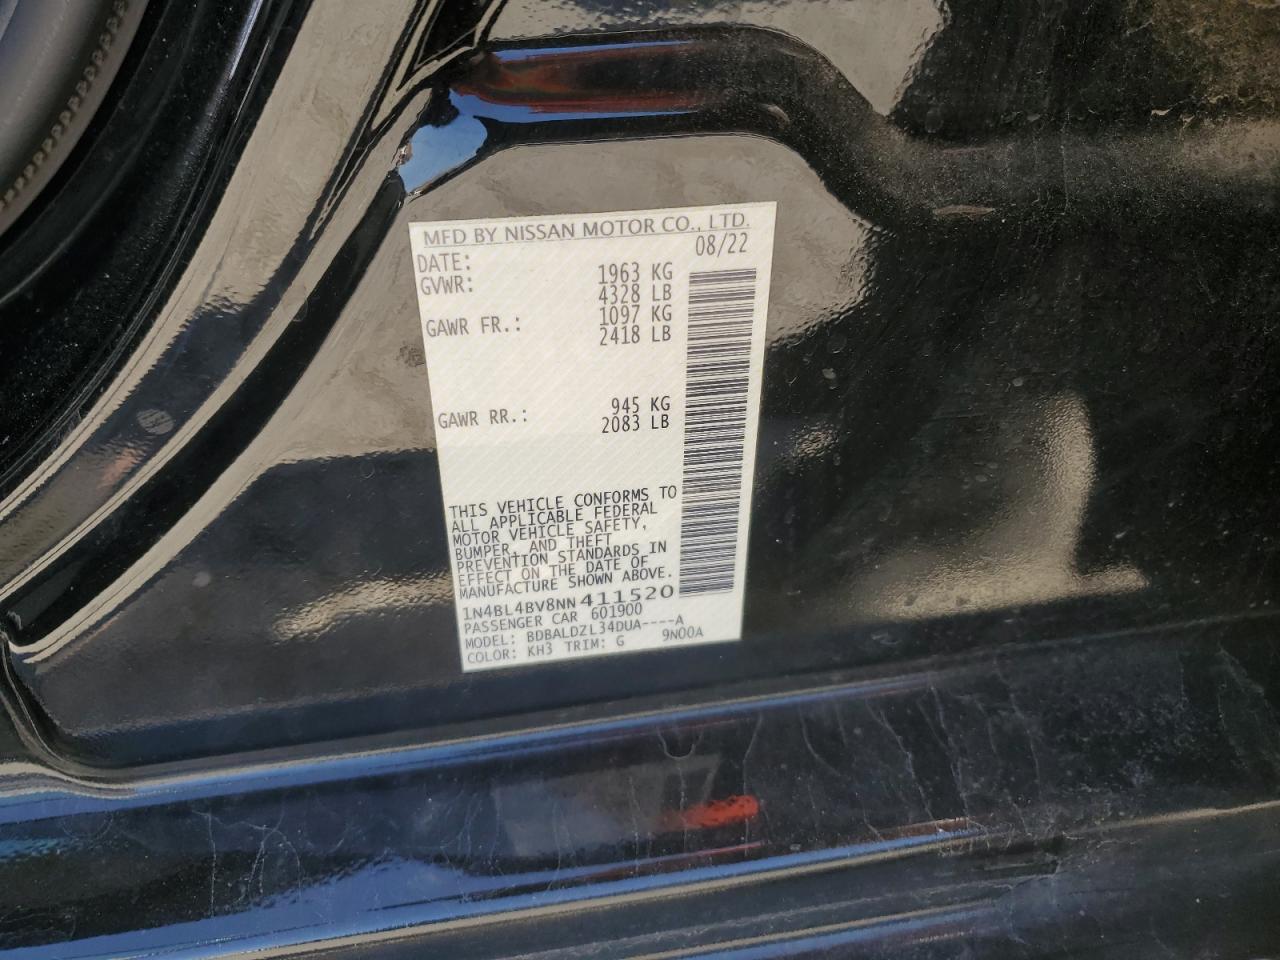 MFD BY NISSAN MOTOR CO., LTD.
DATE: 08/22
GVWR: 1963 KG
4328 LB
GAWR FR.: 1097 KG
2418 LB
GAWR RR.: 945 KG
2083 LB
THIS VEHICLE CONFORMS TO
ALL APPLICABLE FEDERAL
MOTOR VEHICLE SAFETY,
BUMPER, AND THEFT
PREVENTION STANDARDS IN
EFFECT ON THE DATE OF
MANUFACTURE SHOWN ABOVE.
1N4BL4BV8NN411520
PASSENGER CAR 601900
MODEL: BDBALDZL34DUA----A
COLOR: KH3 TRIM: G 9N00A